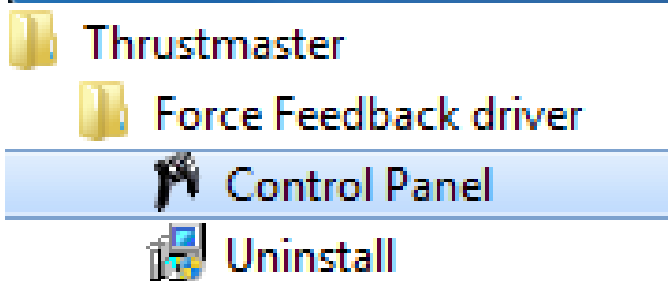 Thrustmaster
Force Feedback driver
Control Panel
Uninstall